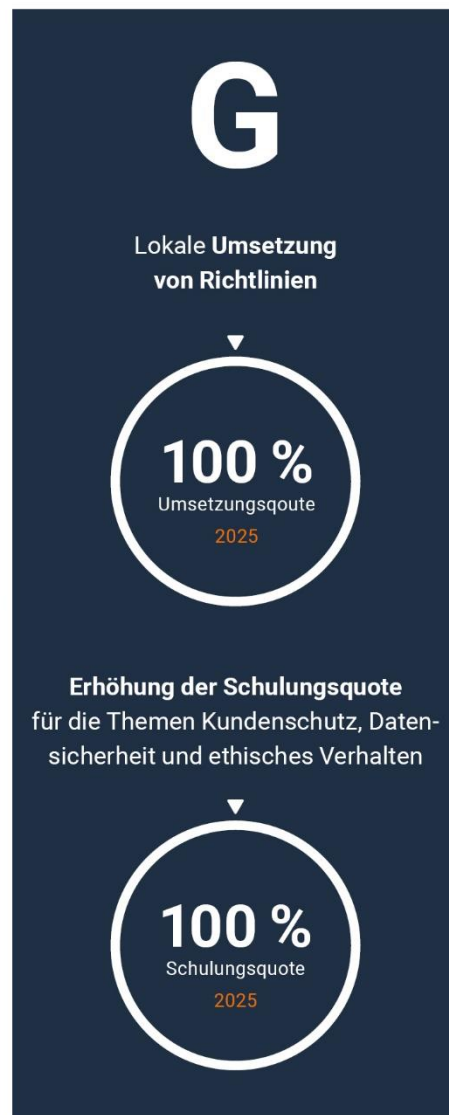 G
Lokale Umsetzung
von Richtlinien
100 %
Umsetzungsqoute
2025
Erhöhung der Schulungsquote
für die Themen Kundenschutz, Daten-
sicherheit und ethisches Verhalten
100 %
Schulungsquote
2025